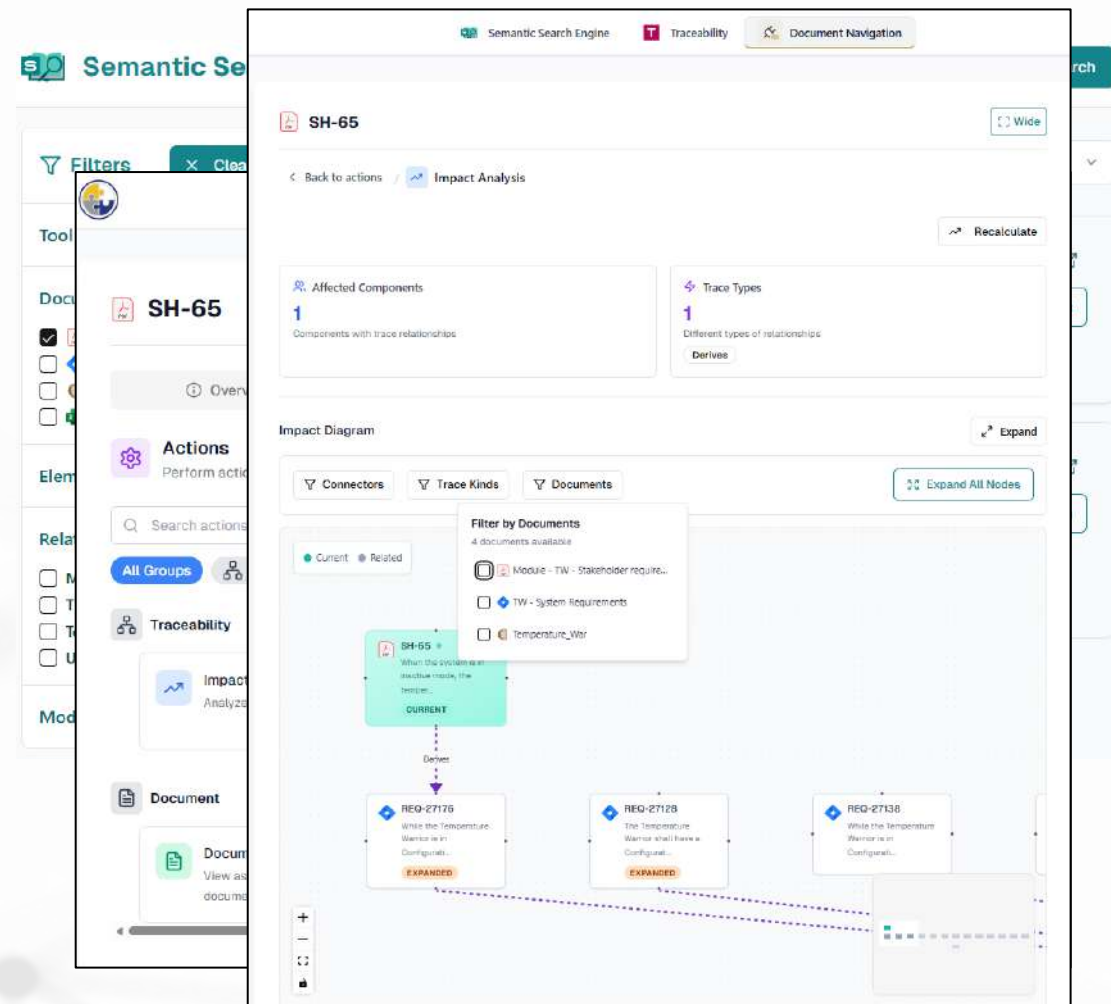 Semantic Se
rch
Filters
Clea
Tool
Docu
Elem
Rela
M
T
Te
U
Mod
SH-65
Overv
Actions
Perform actic
Search actions
All Groups
Traceability
Impact
Analyze
Document
Docum
View as
docume
Semantic Search Engine
Traceability
Document Navigation
SH-65
Wide
Back to actions / Impact Analysis
Recalculate
Affected Components
1
Components with trace relationships
Trace Types
1
Different types of relationships
Derives
Impact Diagram
Expand
Connectors
Trace Kinds
Documents
Expand All Nodes
Filter by Documents
4 documents available
Module - TW - Stakeholder require...
TW - System Requirements
Temperature_War
Current
Related
SH-65
When the system is in
inactive mode, the
temper...
CURRENT
Derives
REQ-27176
While the Temperature
Warrior is in
Configurati...
EXPANDED
REQ-27128
The Temperature
Warrior shall have a
Configurat...
EXPANDED
REQ-27138
While the Temperature
Warrior is in
Configurati...